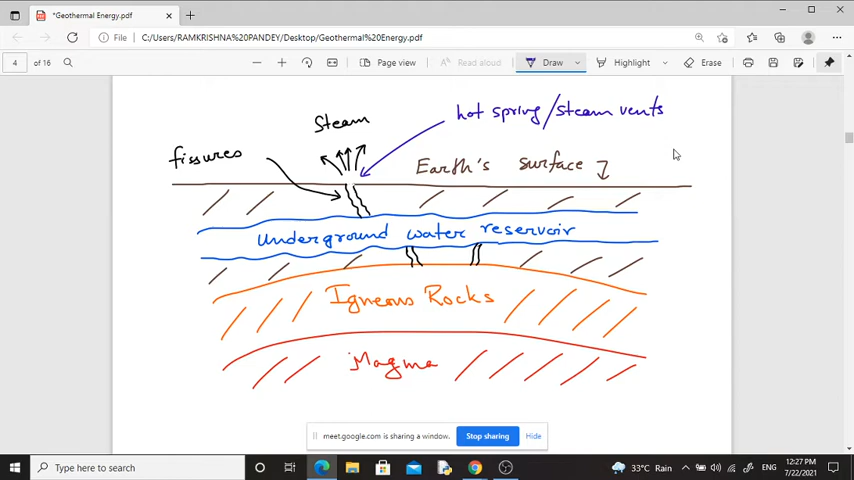 *Geothermal Energy.pdf
File
C:/Users/RAMKRISHNA%20PANDEY/Desktop/Geothermal%20Energy.pdf
4 of 16
Page view
Read aloud
Draw
Highlight
Erase
hot spring/steam vents
Steam
fissures
Earth's surface
Underground water reservoir
Igneous Rocks
Magma
meet.google.com is sharing a window.
Stop sharing
Hide
Type here to search
33°C Rain
ENG
12:27 PM
7/22/2021